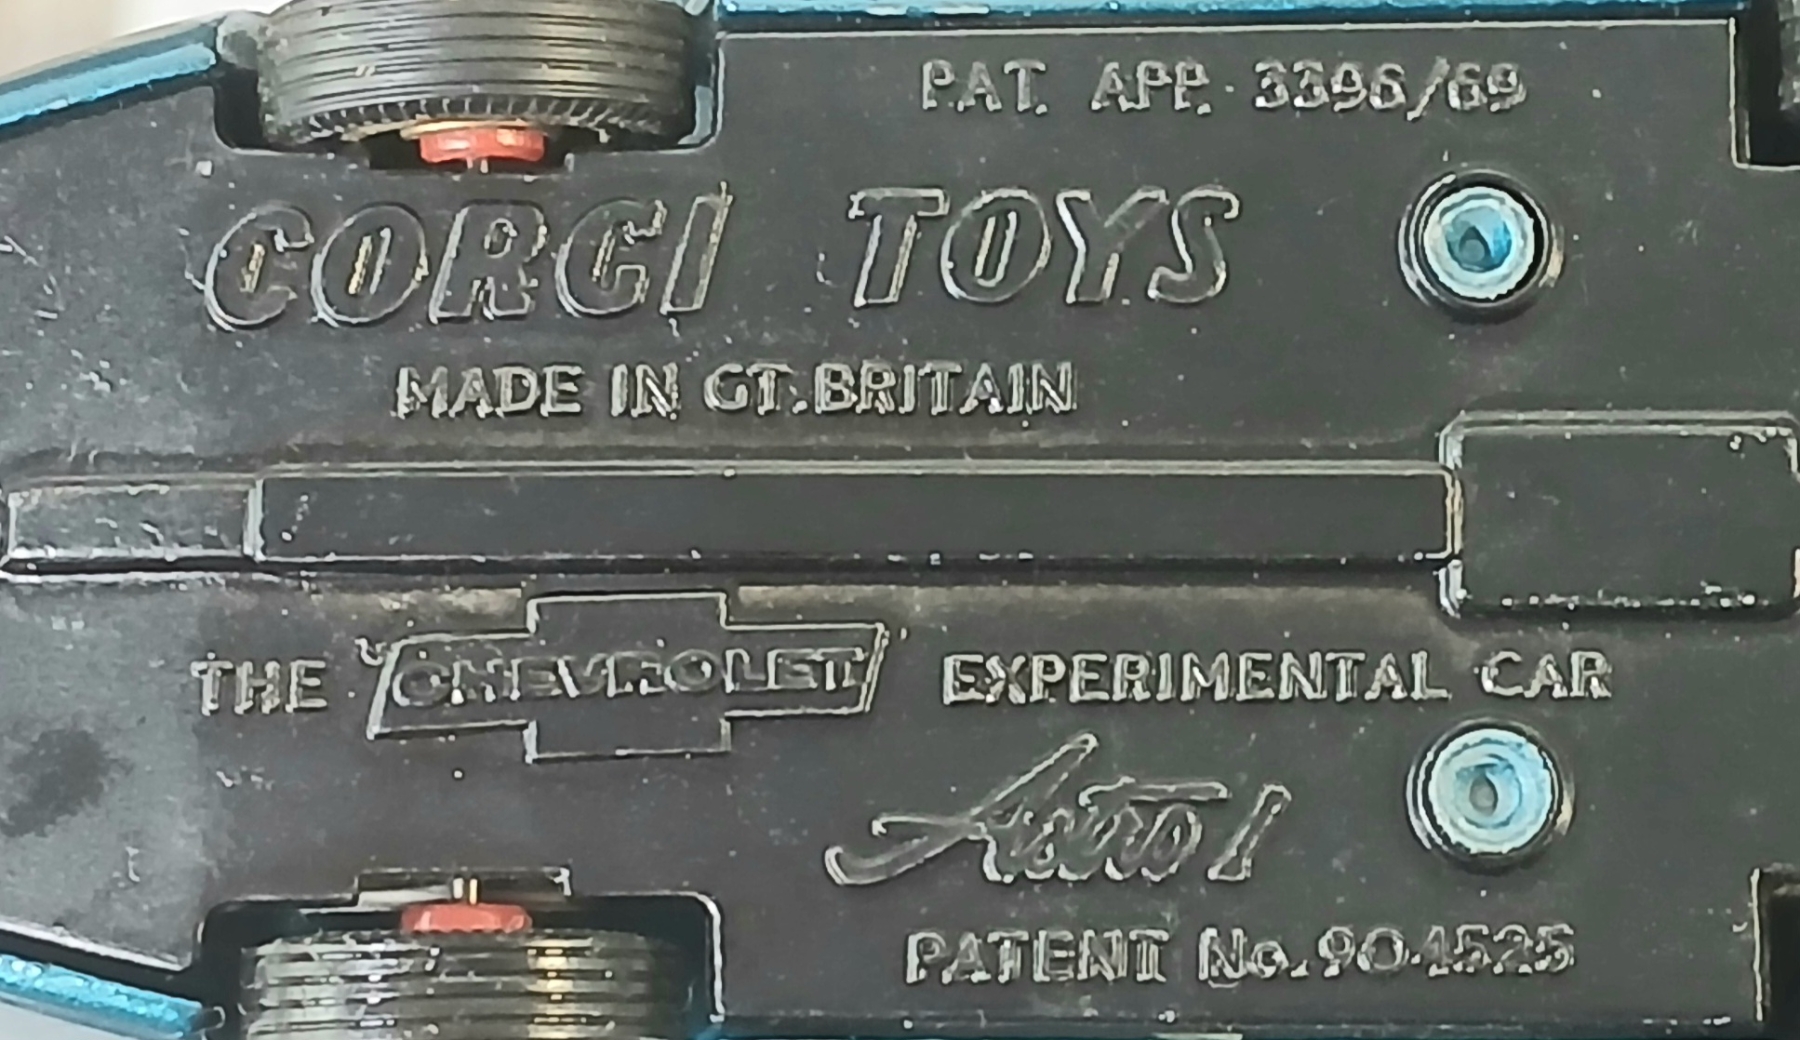 PAT. APP. 3396/69
CORGI TOYS
MADE IN GT. BRITAIN
THE CHEVROLET EXPERIMENTAL CAR
Astro I
PATENT No. 904525